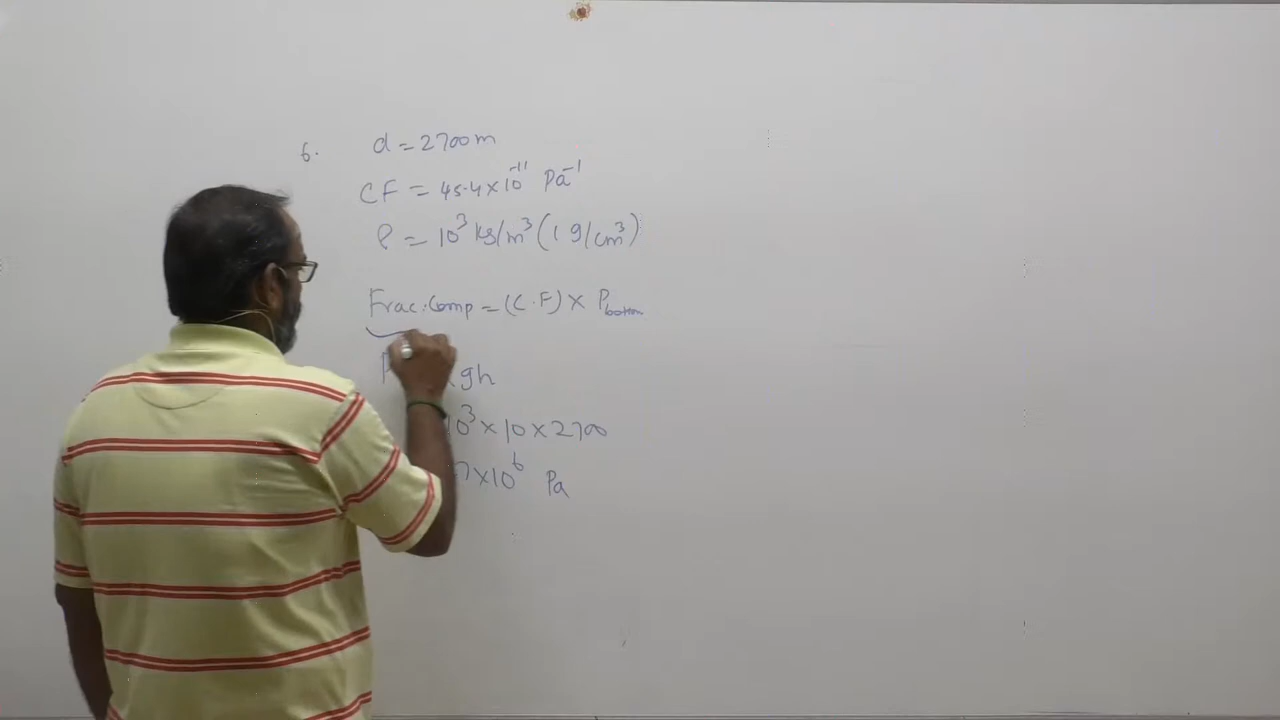 6. d = 2700m
CF = 45.4×10⁻¹¹ Pa⁻¹
ρ = 10³ kg/m³ (1 g/cm³)
Frac. Comp = (C.F) × P_bottom
gh
10³ × 10 × 2700
7×10⁶ Pa